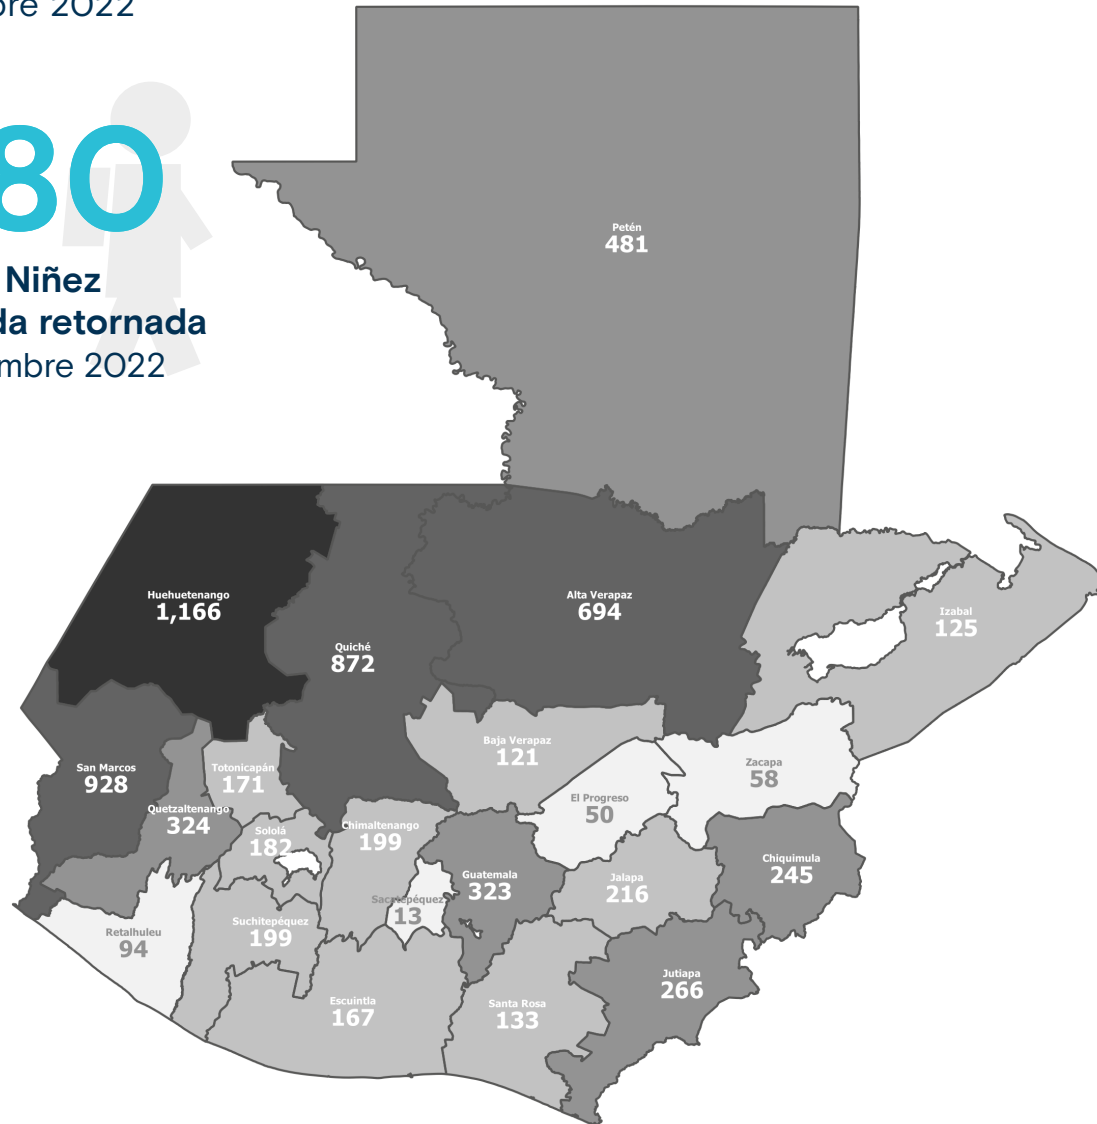 bre 2022
80
Niñez
da retornada
mbre 2022
Petén
481
Huehuetenango
1,166
Quiché
872
Alta Verapaz
694
Izabal
125
San Marcos
928
Totonicapán
171
Baja Verapaz
121
Zacapa
58
Quetzaltenango
324
El Progreso
50
Sololá
182
Chimaltenango
199
Chiquimula
245
Guatemala
323
Jalapa
216
Sacatepéquez
13
Suchitepéquez
199
Retalhuleu
94
Jutiapa
266
Escuintla
167
Santa Rosa
133